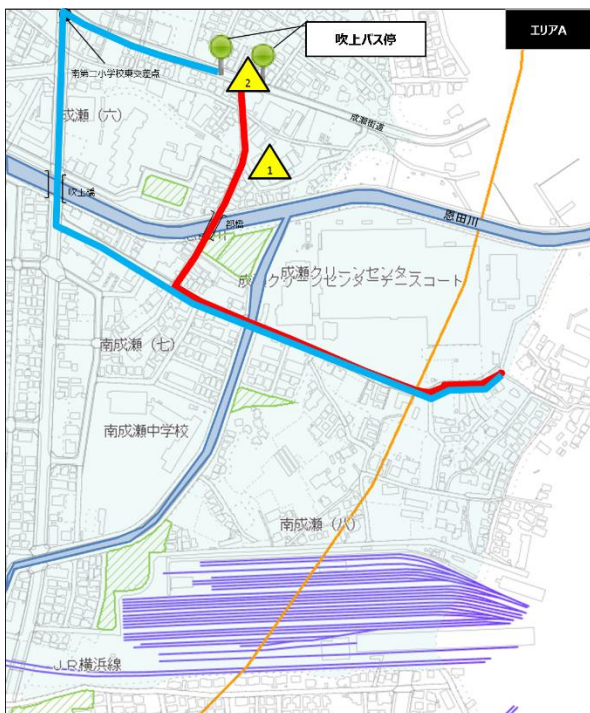 エリアA
吹上バス停
南第二小学校東交差点
2
成瀬（六）
成瀬街道
1
吹上橋
恩田川
都橋
成瀬クリーンセンター
成瀬クリーンセンターテニスコート
南成瀬（七）
南成瀬中学校
南成瀬（八）
ＪＲ横浜線